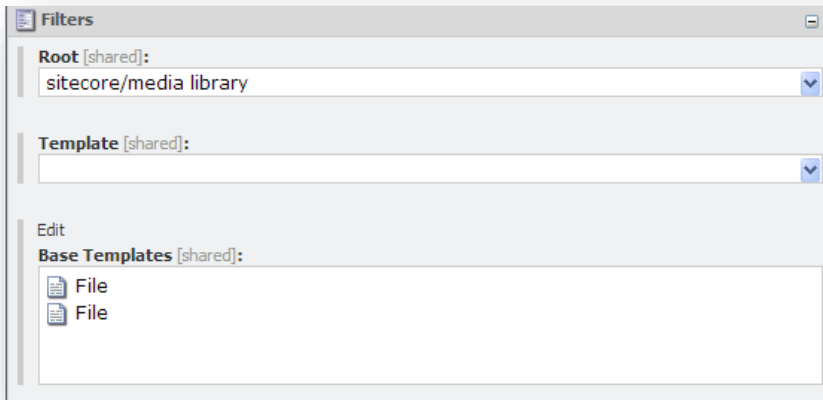 Filters
Root [shared]:
sitecore/media library
Template [shared]:
Edit
Base Templates [shared]:
File
File